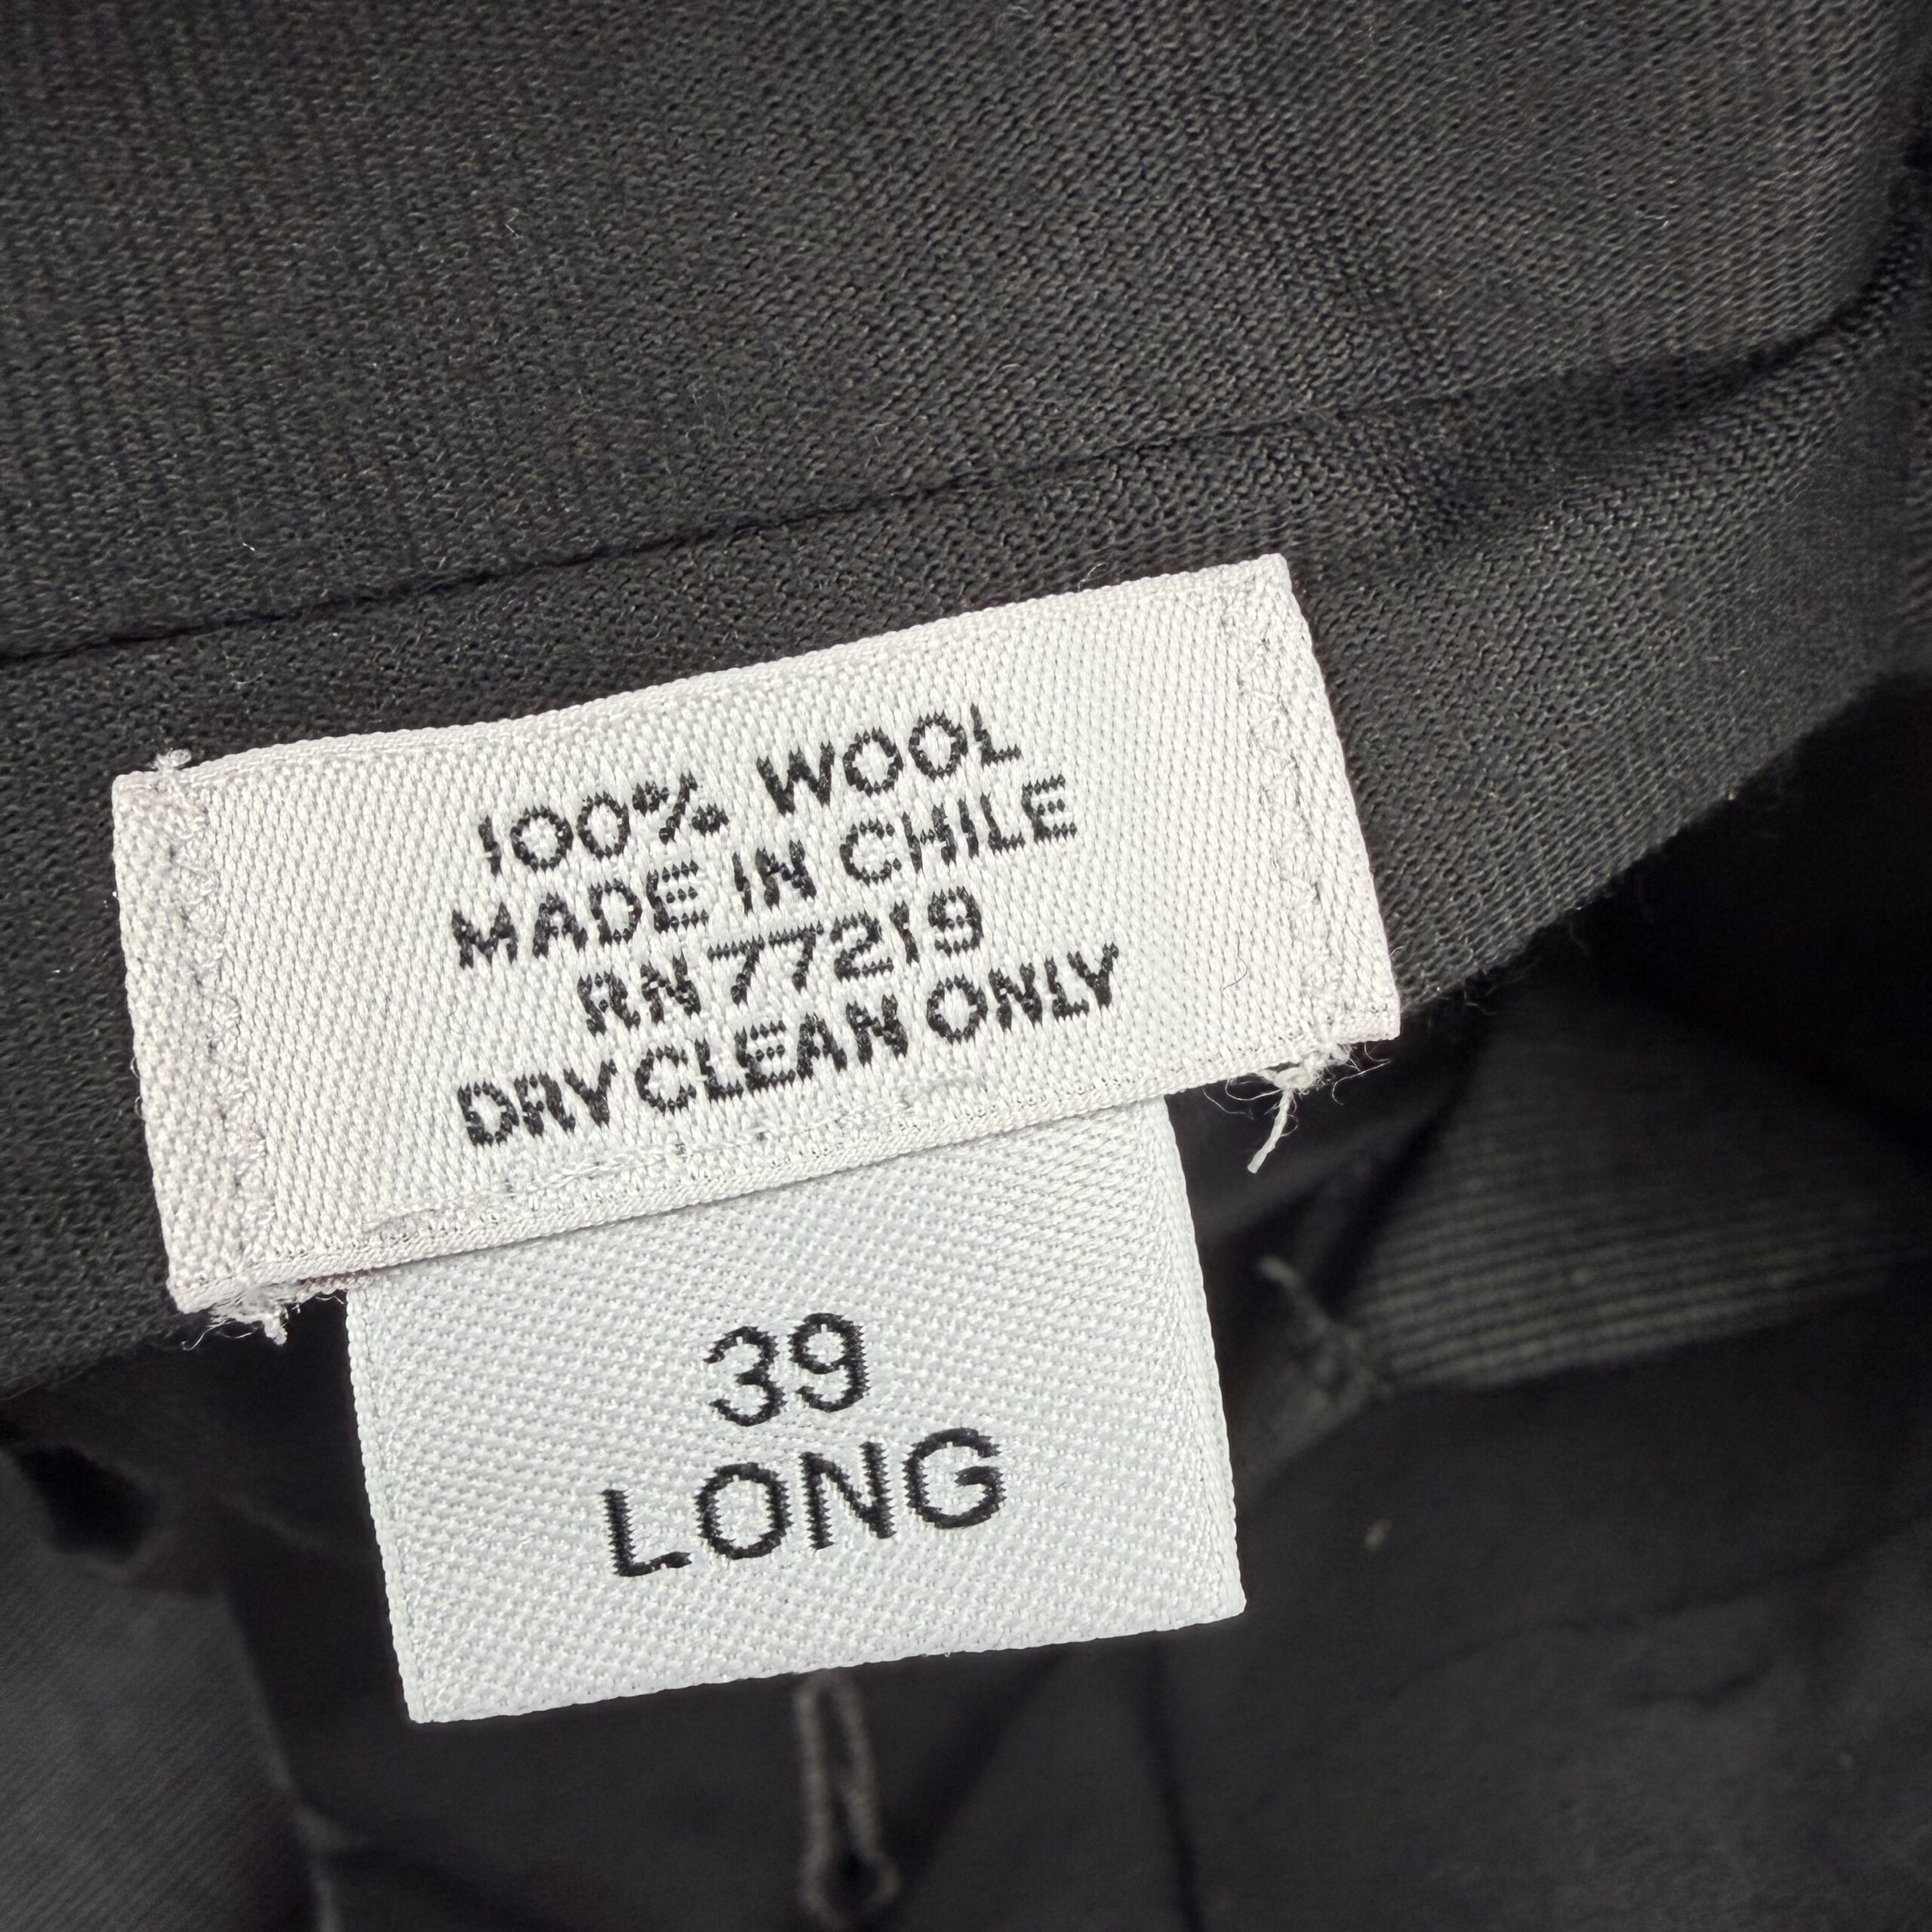 100% WOOL
MADE IN CHILE
RN 77219
DRY CLEAN ONLY
39
LONG